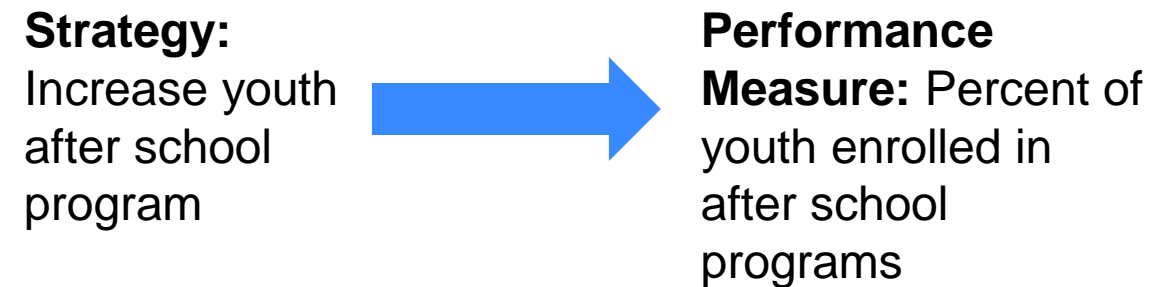 Strategy:
Increase youth
after school
program
Performance
Measure: Percent of
youth enrolled in
after school
programs